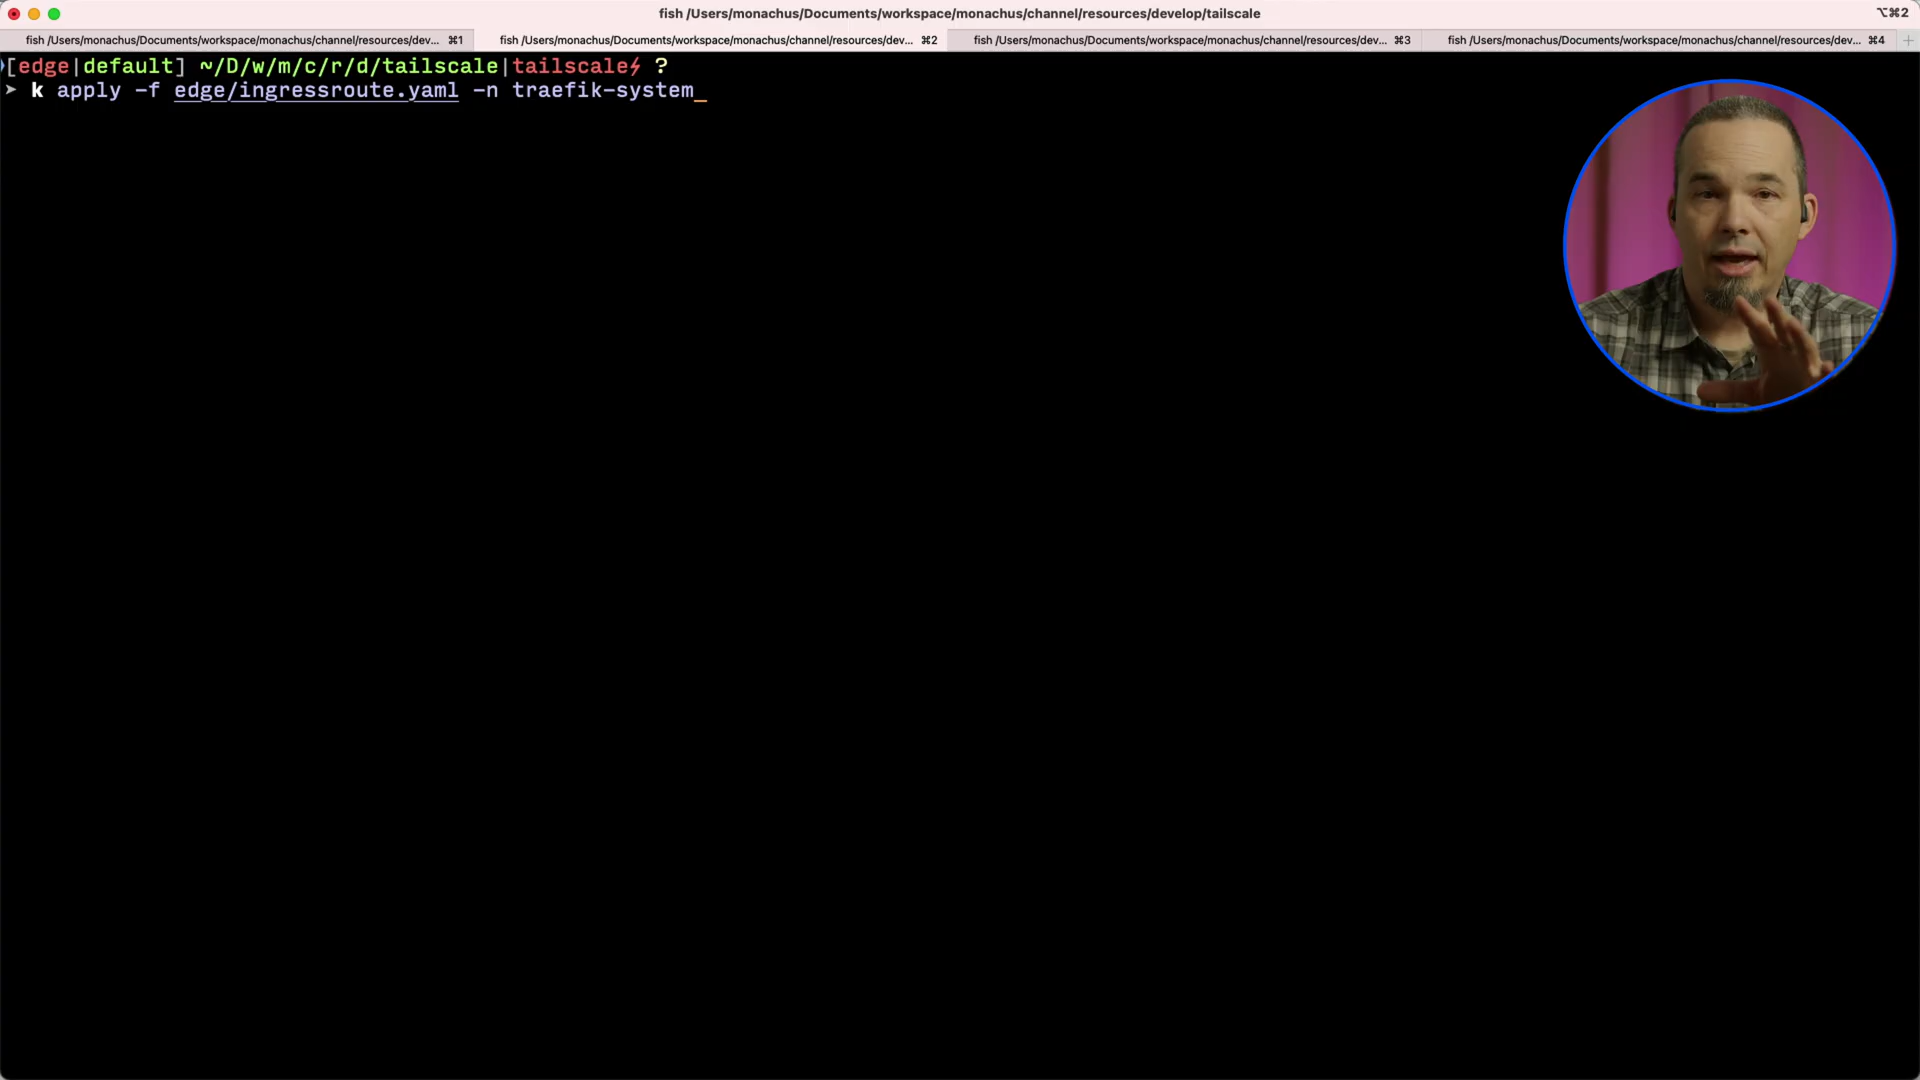 fish /Users/monachus/Documents/workspace/monachus/channel/resources/develop/tailscale
⌥⌘2
fish /Users/monachus/Documents/workspace/monachus/channel/resources/dev... ⌘1
fish /Users/monachus/Documents/workspace/monachus/channel/resources/dev... ⌘2
fish /Users/monachus/Documents/workspace/monachus/channel/resources/dev... ⌘3
fish /Users/monachus/Documents/workspace/monachus/channel/resources/dev... ⌘4
[edge|default] ~/D/w/m/c/r/d/tailscale|tailscale⚡ ?
➤ k apply -f edge/ingressroute.yaml -n traefik-system_